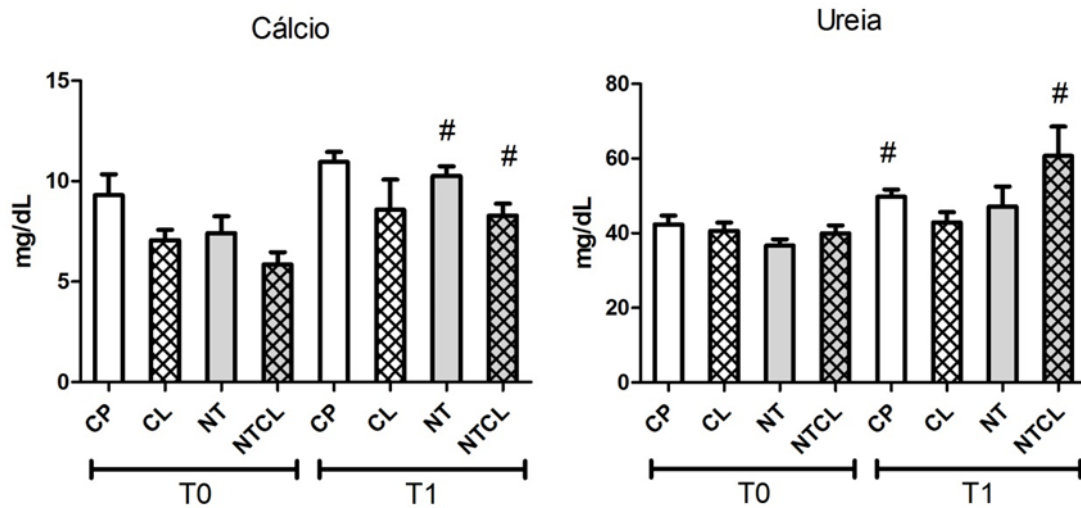 Cálcio
mg/dL
15
10
5
0
# #
CP CL NT NTCL CP CL NT NTCL
T0 T1
Ureia
mg/dL
80
60
40
20
0
# #
CP CL NT NTCL CP CL NT NTCL
T0 T1